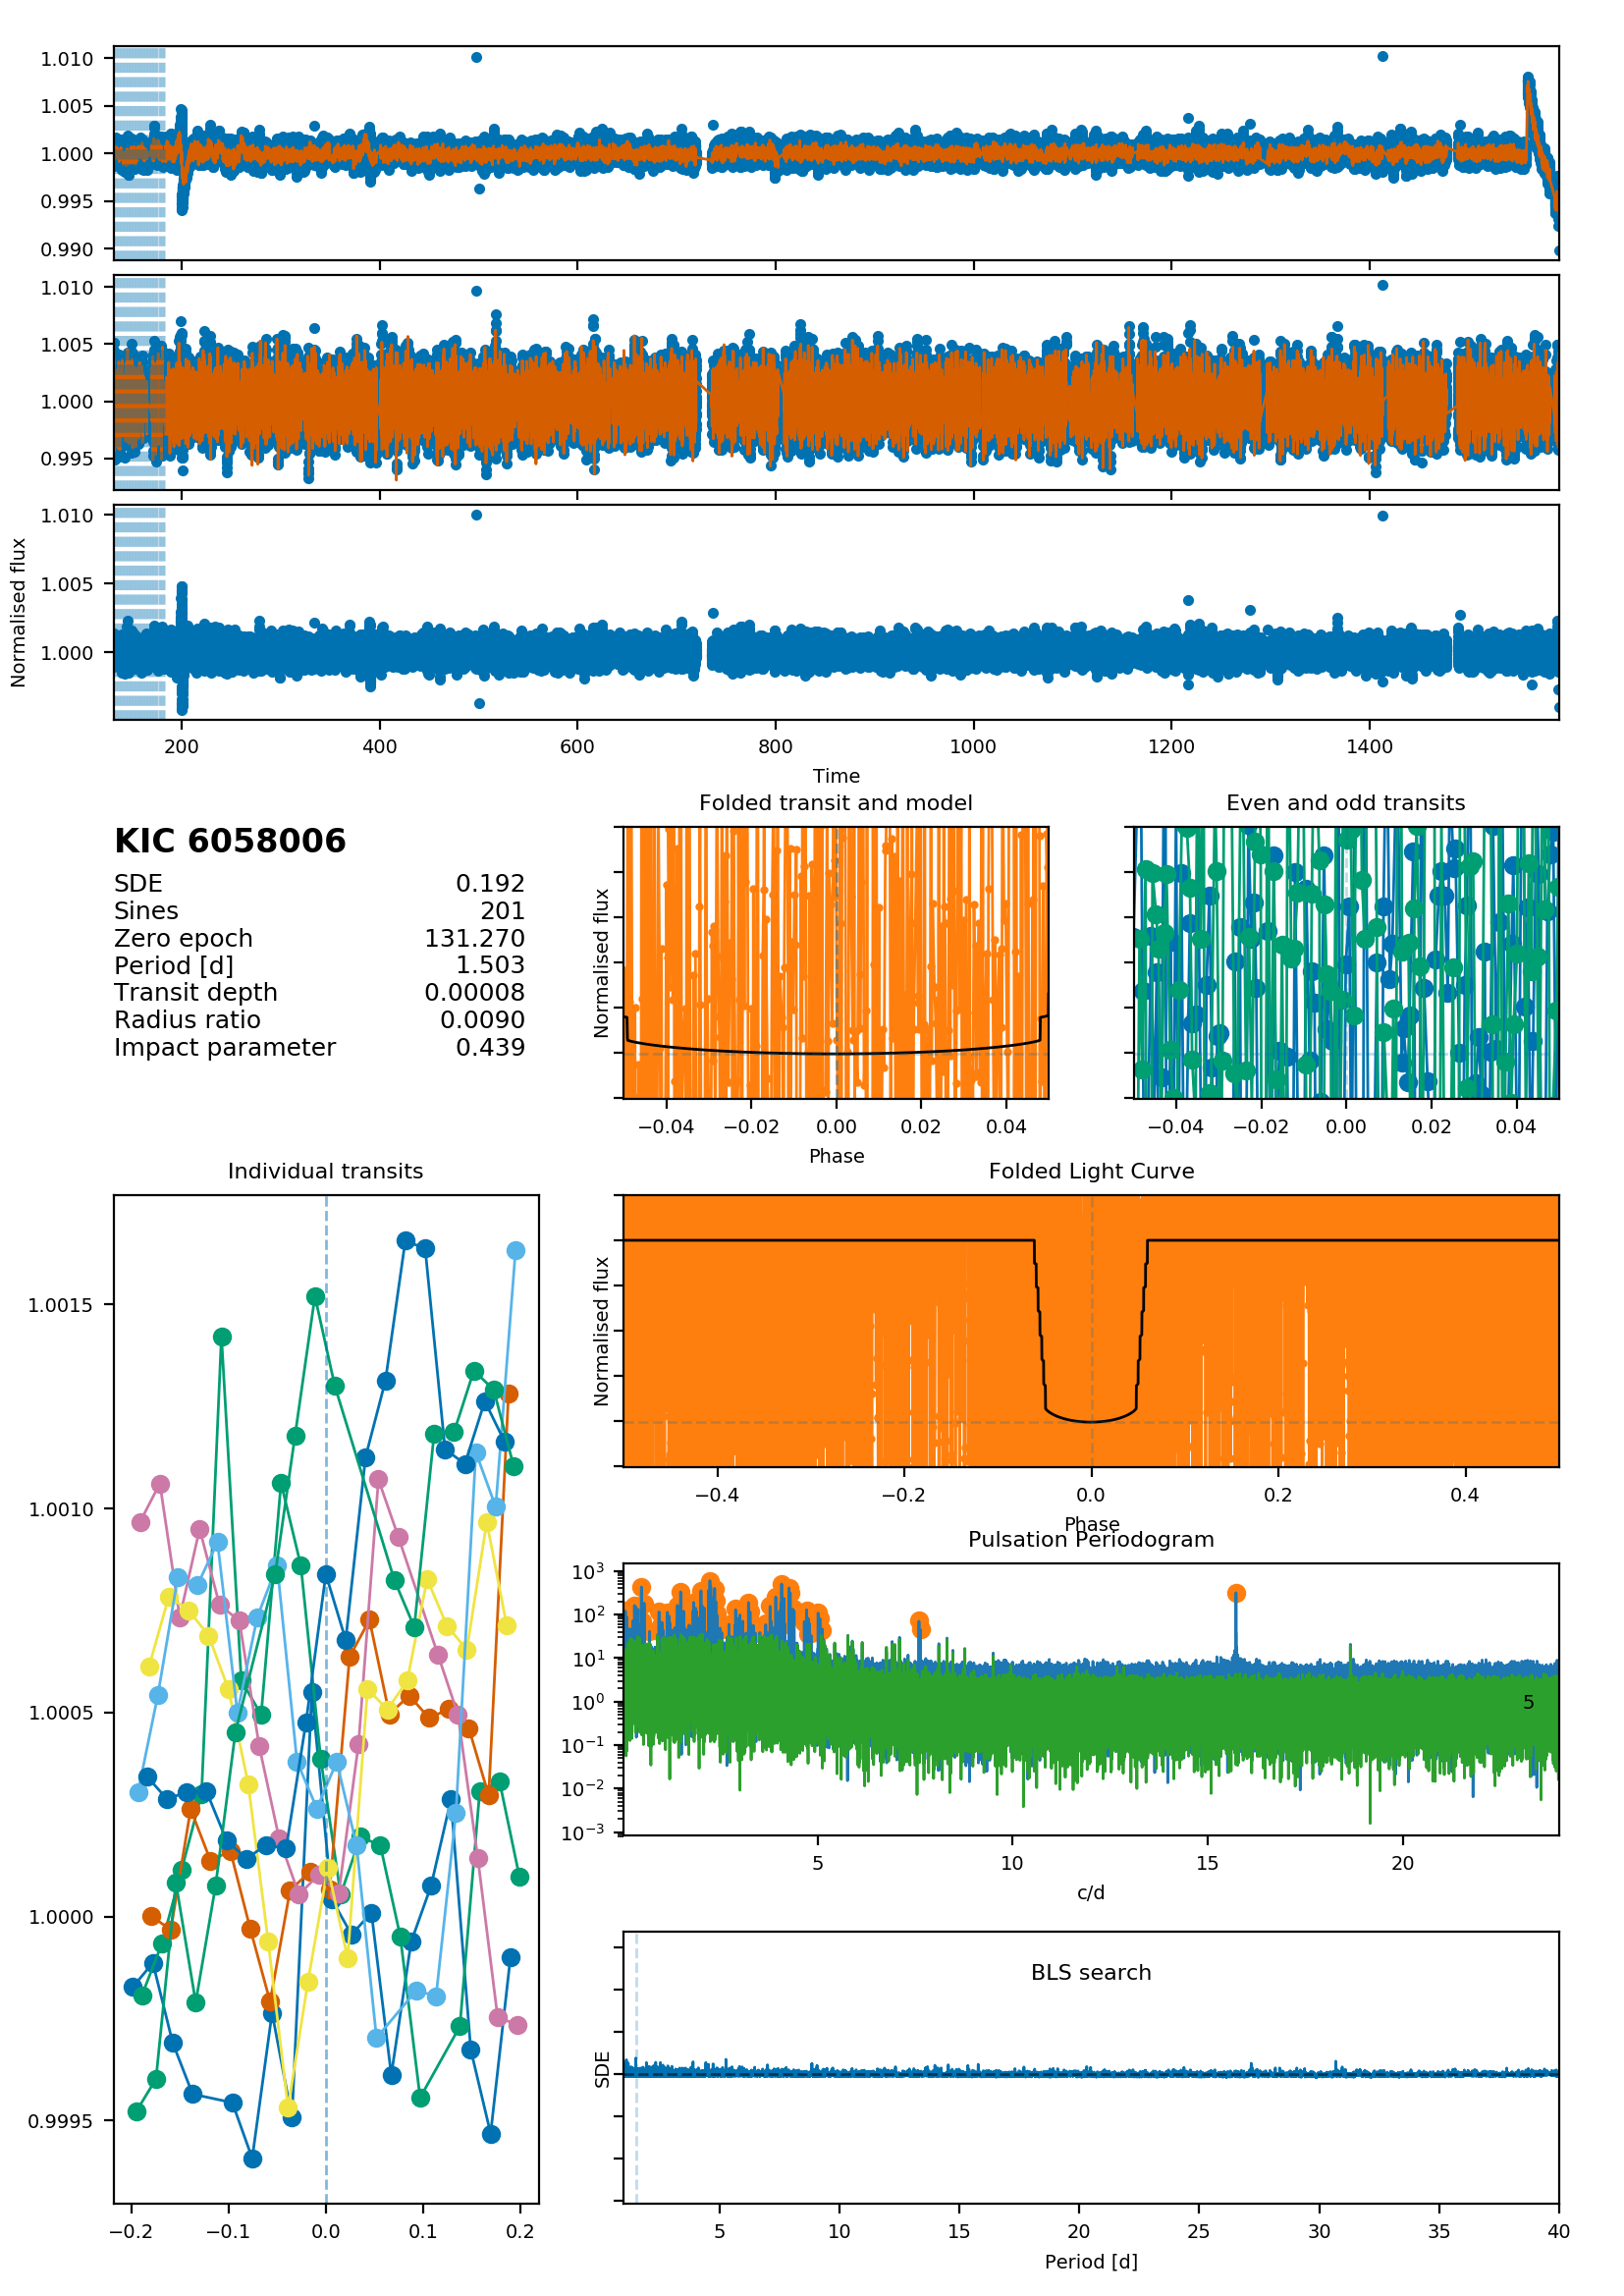 1.010
1.005
1.000
0.995
0.990
1.010
1.005
1.000
0.995
1.010
1.005
1.000
Normalised flux
200 400 600 800 1000 1200 1400
Time
KIC 6058006
SDE 0.192
Sines 201
Zero epoch 131.270
Period [d] 1.503
Transit depth 0.00008
Radius ratio 0.0090
Impact parameter 0.439
Folded transit and model
Normalised flux
−0.04 −0.02 0.00 0.02 0.04
Phase
Even and odd transits
−0.04 −0.02 0.00 0.02 0.04
Individual transits
1.0015
1.0010
1.0005
1.0000
0.9995
−0.2 −0.1 0.0 0.1 0.2
Folded Light Curve
Normalised flux
−0.4 −0.2 0.0 0.2 0.4
Phase
Pulsation Periodogram
10³
10²
10¹
10⁰
10⁻¹
10⁻²
10⁻³
5
5 10 15 20
c/d
BLS search
SDE
5 10 15 20 25 30 35 40
Period [d]